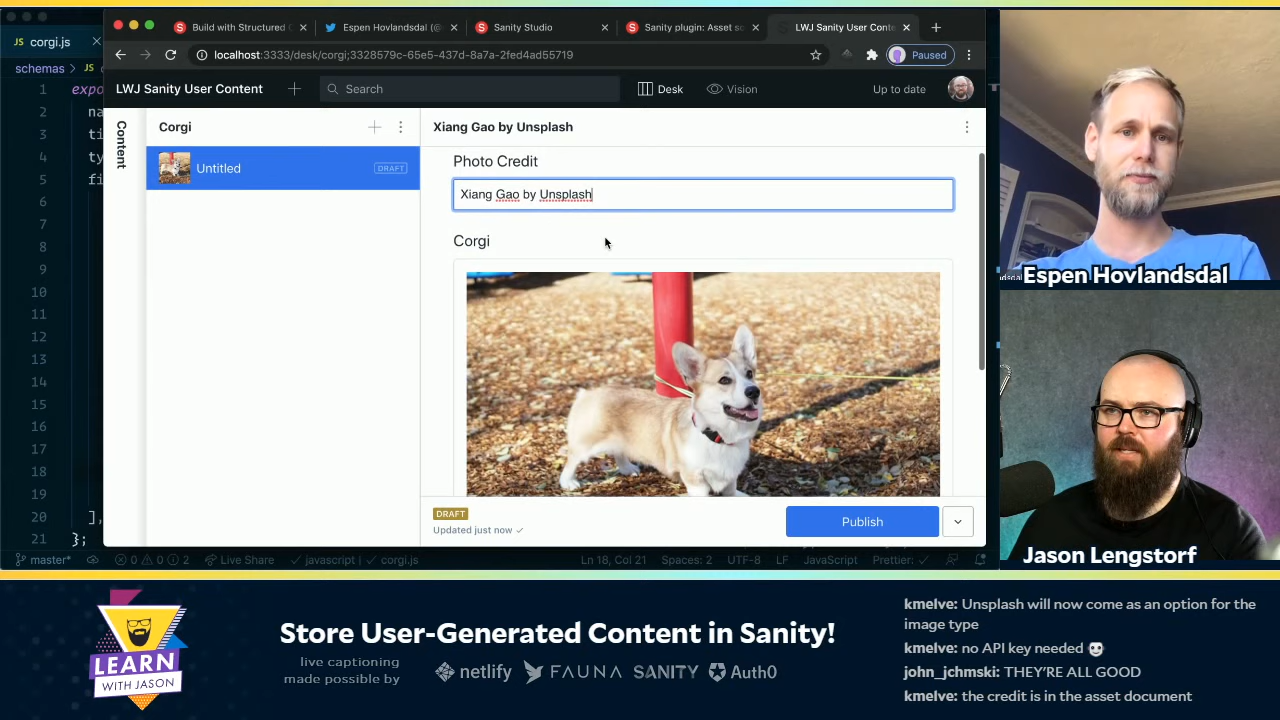 corgi.js
Build with Structured
Espen Hovlandsdal (@
Sanity Studio
Sanity plugin: Asset so
LWJ Sanity User Conte
localhost:3333/desk/corgi;3328579c-65e5-437d-8a7a-2fed4ad55719
Paused
schemas > JS
LWJ Sanity User Content
Search
Desk
Vision
Up to date
Content
Corgi
Untitled
DRAFT
Xiang Gao by Unsplash
Photo Credit
Xiang Gao by Unsplash
Corgi
DRAFT
Updated just now
Publish
1 expo
2 na
3 ti
4 ty
5 fi
6
7
8
9
10
11
12
13
14
15
16
17
18
19
20 ],
21 };
master*
0 0 2
Live Share
javascript
corgi.js
Ln 18, Col 21
Spaces: 2
UTF-8
LF
JavaScript
Prettier:
Espen Hovlandsdal
Jason Lengstorf
LEARN
WITH JASON
Store User-Generated Content in Sanity!
live captioning
made possible by
netlify
FAUNA
SANITY
Auth0
kmelve: Unsplash will now come as an option for the
image type
kmelve: no API key needed
john_jchmski: THEY'RE ALL GOOD
kmelve: the credit is in the asset document